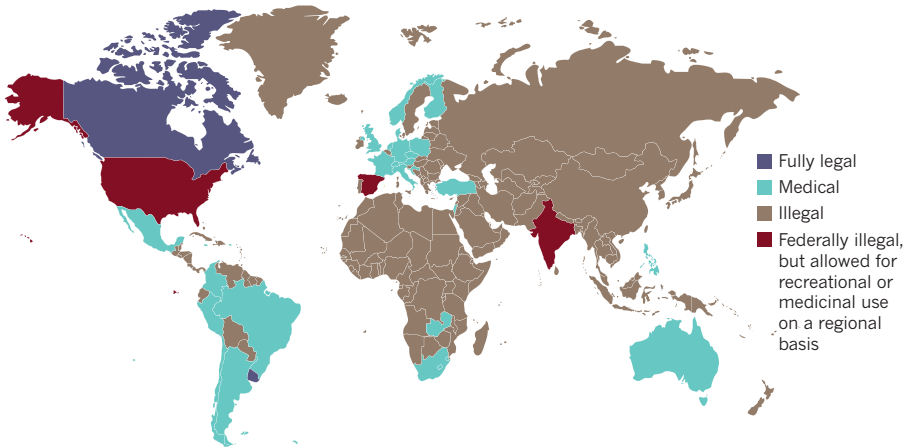 Fully legal
Medical
Illegal
Federally illegal,
but allowed for
recreational or
medicinal use
on a regional
basis